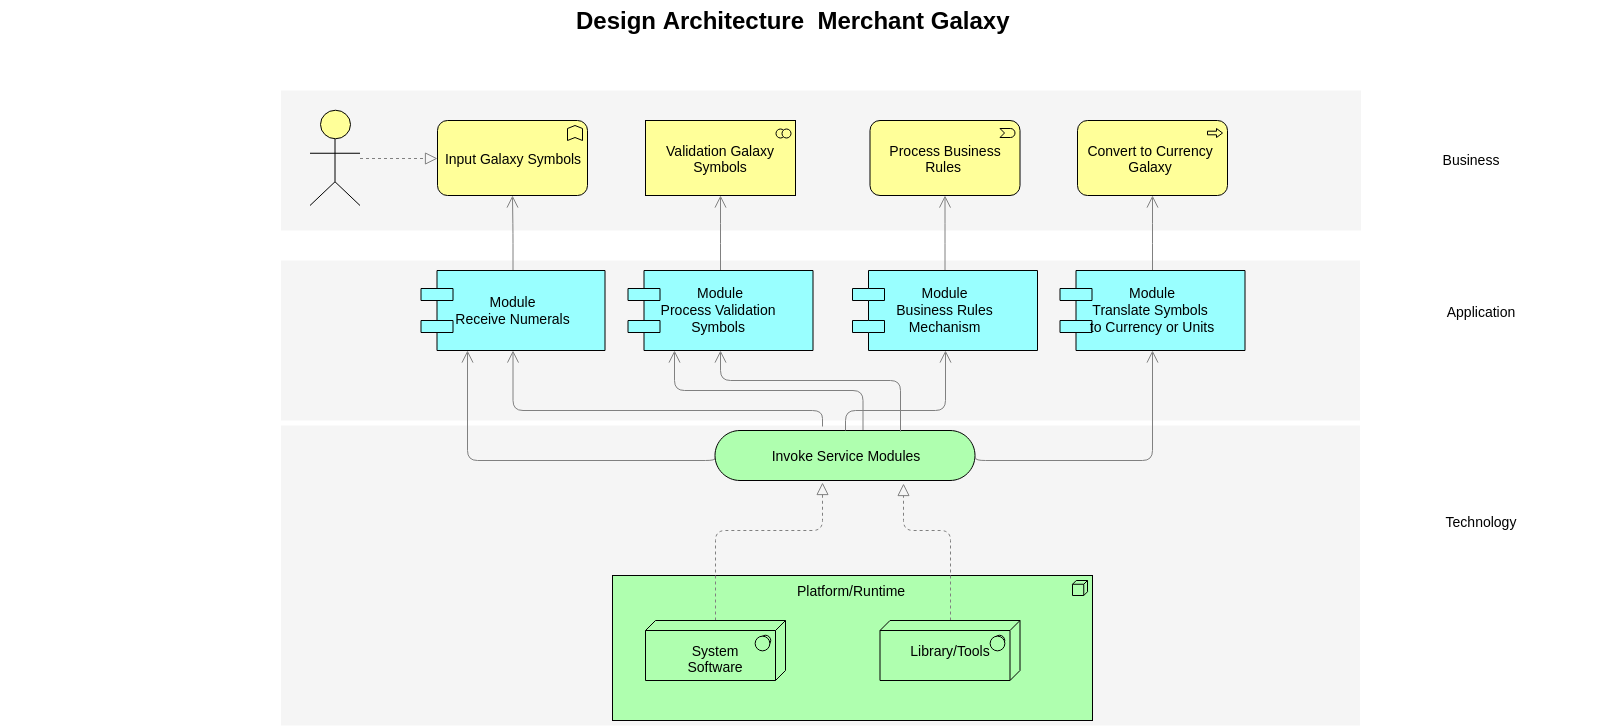 Design Architecture  Merchant Galaxy
Input Galaxy Symbols
Validation Galaxy
Symbols
Process Business
Rules
Convert to Currency
Galaxy
Business
Module
Receive Numerals
Module
Process Validation
Symbols
Module
Business Rules
Mechanism
Module
Translate Symbols
to Currency or Units
Application
Invoke Service Modules
Technology
Platform/Runtime
System
Software
Library/Tools